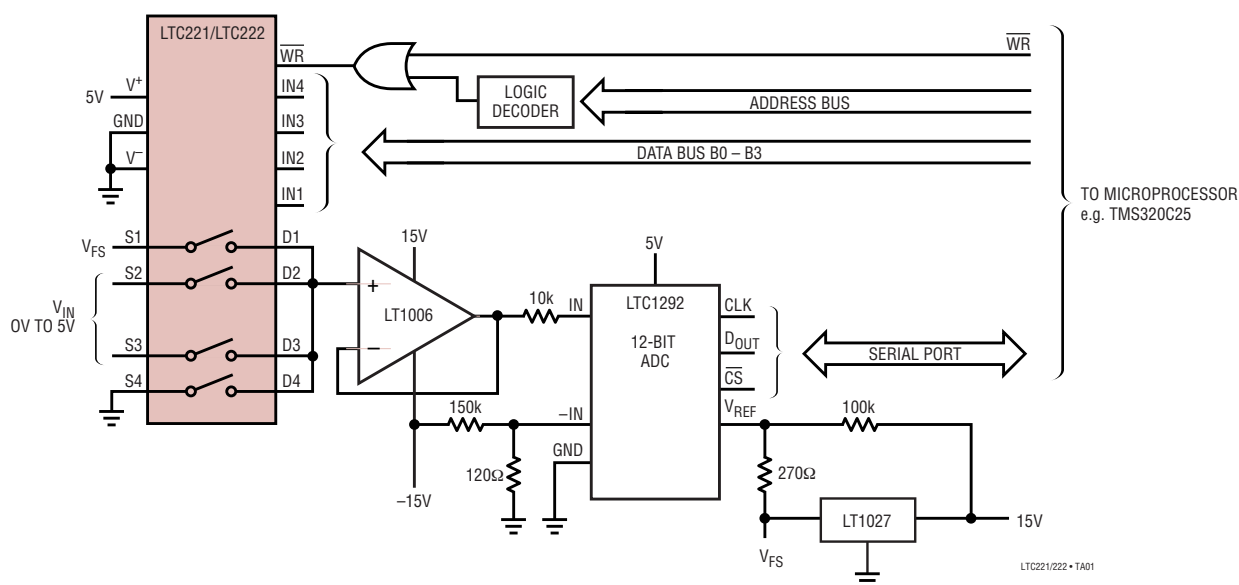 LTC221/LTC222
WR
WR
V+
5V
IN4
LOGIC
DECODER
ADDRESS BUS
GND
IN3
V–
IN2
DATA BUS B0 – B3
IN1
TO MICROPROCESSOR
e.g. TMS320C25
VFS
S1
D1
15V
5V
S2
D2
VIN
0V TO 5V
+
LT1006
–
10k
IN
LTC1292
12-BIT
ADC
CLK
DOUT
CS
SERIAL PORT
S3
D3
S4
D4
150k
–IN
VREF
100k
GND
120Ω
270Ω
–15V
LT1027
15V
VFS
LTC221/222 • TA01